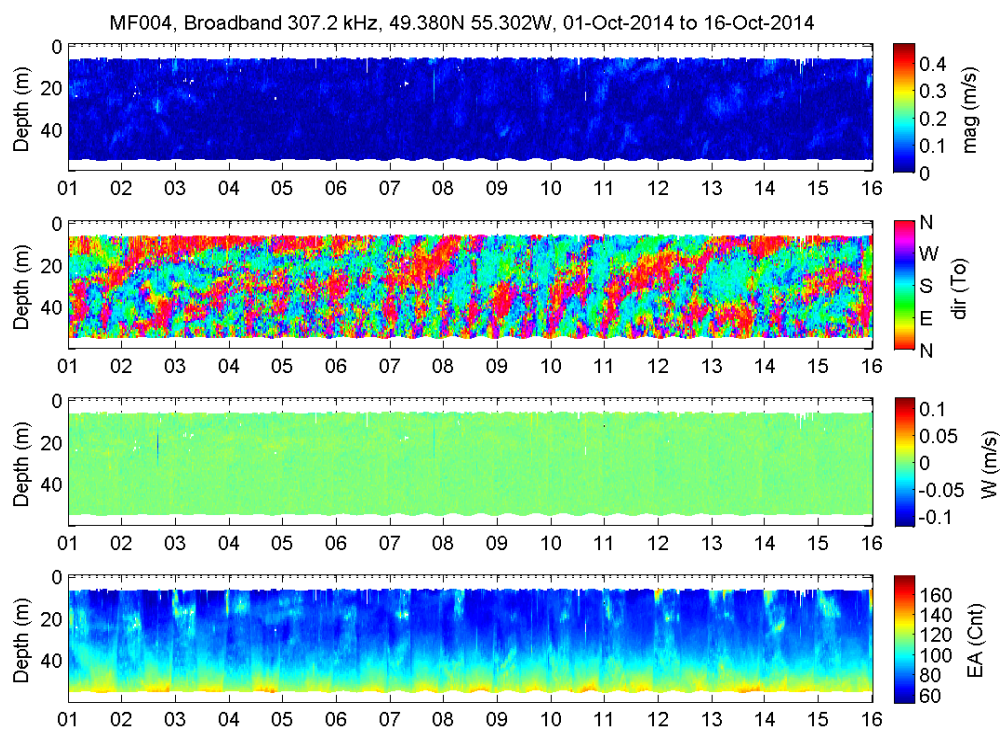 MF004, Broadband 307.2 kHz, 49.380N 55.302W, 01-Oct-2014 to 16-Oct-2014
0
20
40
Depth (m)
01 02 03 04 05 06 07 08 09 10 11 12 13 14 15 16
0.4
0.3
0.2
0.1
0
mag (m/s)
0
20
40
Depth (m)
01 02 03 04 05 06 07 08 09 10 11 12 13 14 15 16
N
W
S
E
N
dir (To)
0
20
40
Depth (m)
01 02 03 04 05 06 07 08 09 10 11 12 13 14 15 16
0.1
0.05
0
-0.05
-0.1
W (m/s)
0
20
40
Depth (m)
01 02 03 04 05 06 07 08 09 10 11 12 13 14 15 16
160
140
120
100
80
60
EA (Cnt)